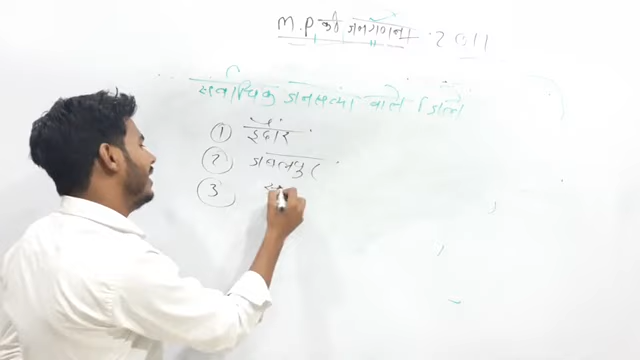 M.P की जनगणना 2011
सर्वाधिक जनसंख्या वाले जिले
① इंदौर
② जबलपुर
③ स